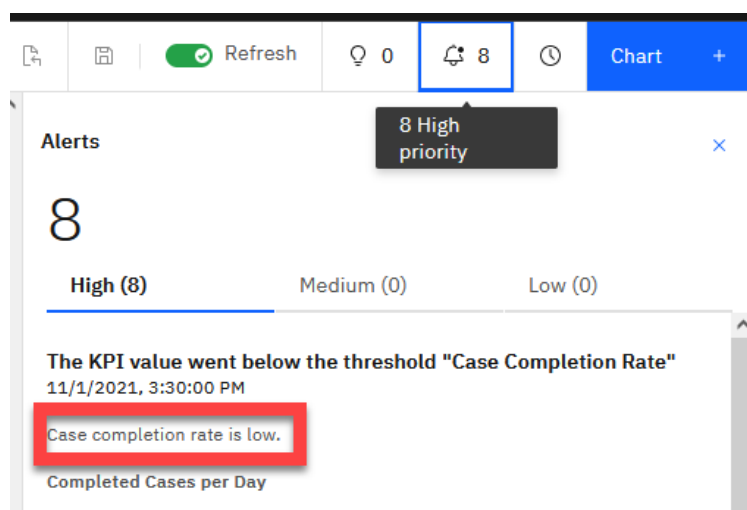 Refresh
0
8
Chart
+
8 High
priority
Alerts
8
High (8)
Medium (0)
Low (0)
The KPI value went below the threshold "Case Completion Rate"
11/1/2021, 3:30:00 PM
Case completion rate is low.
Completed Cases per Day